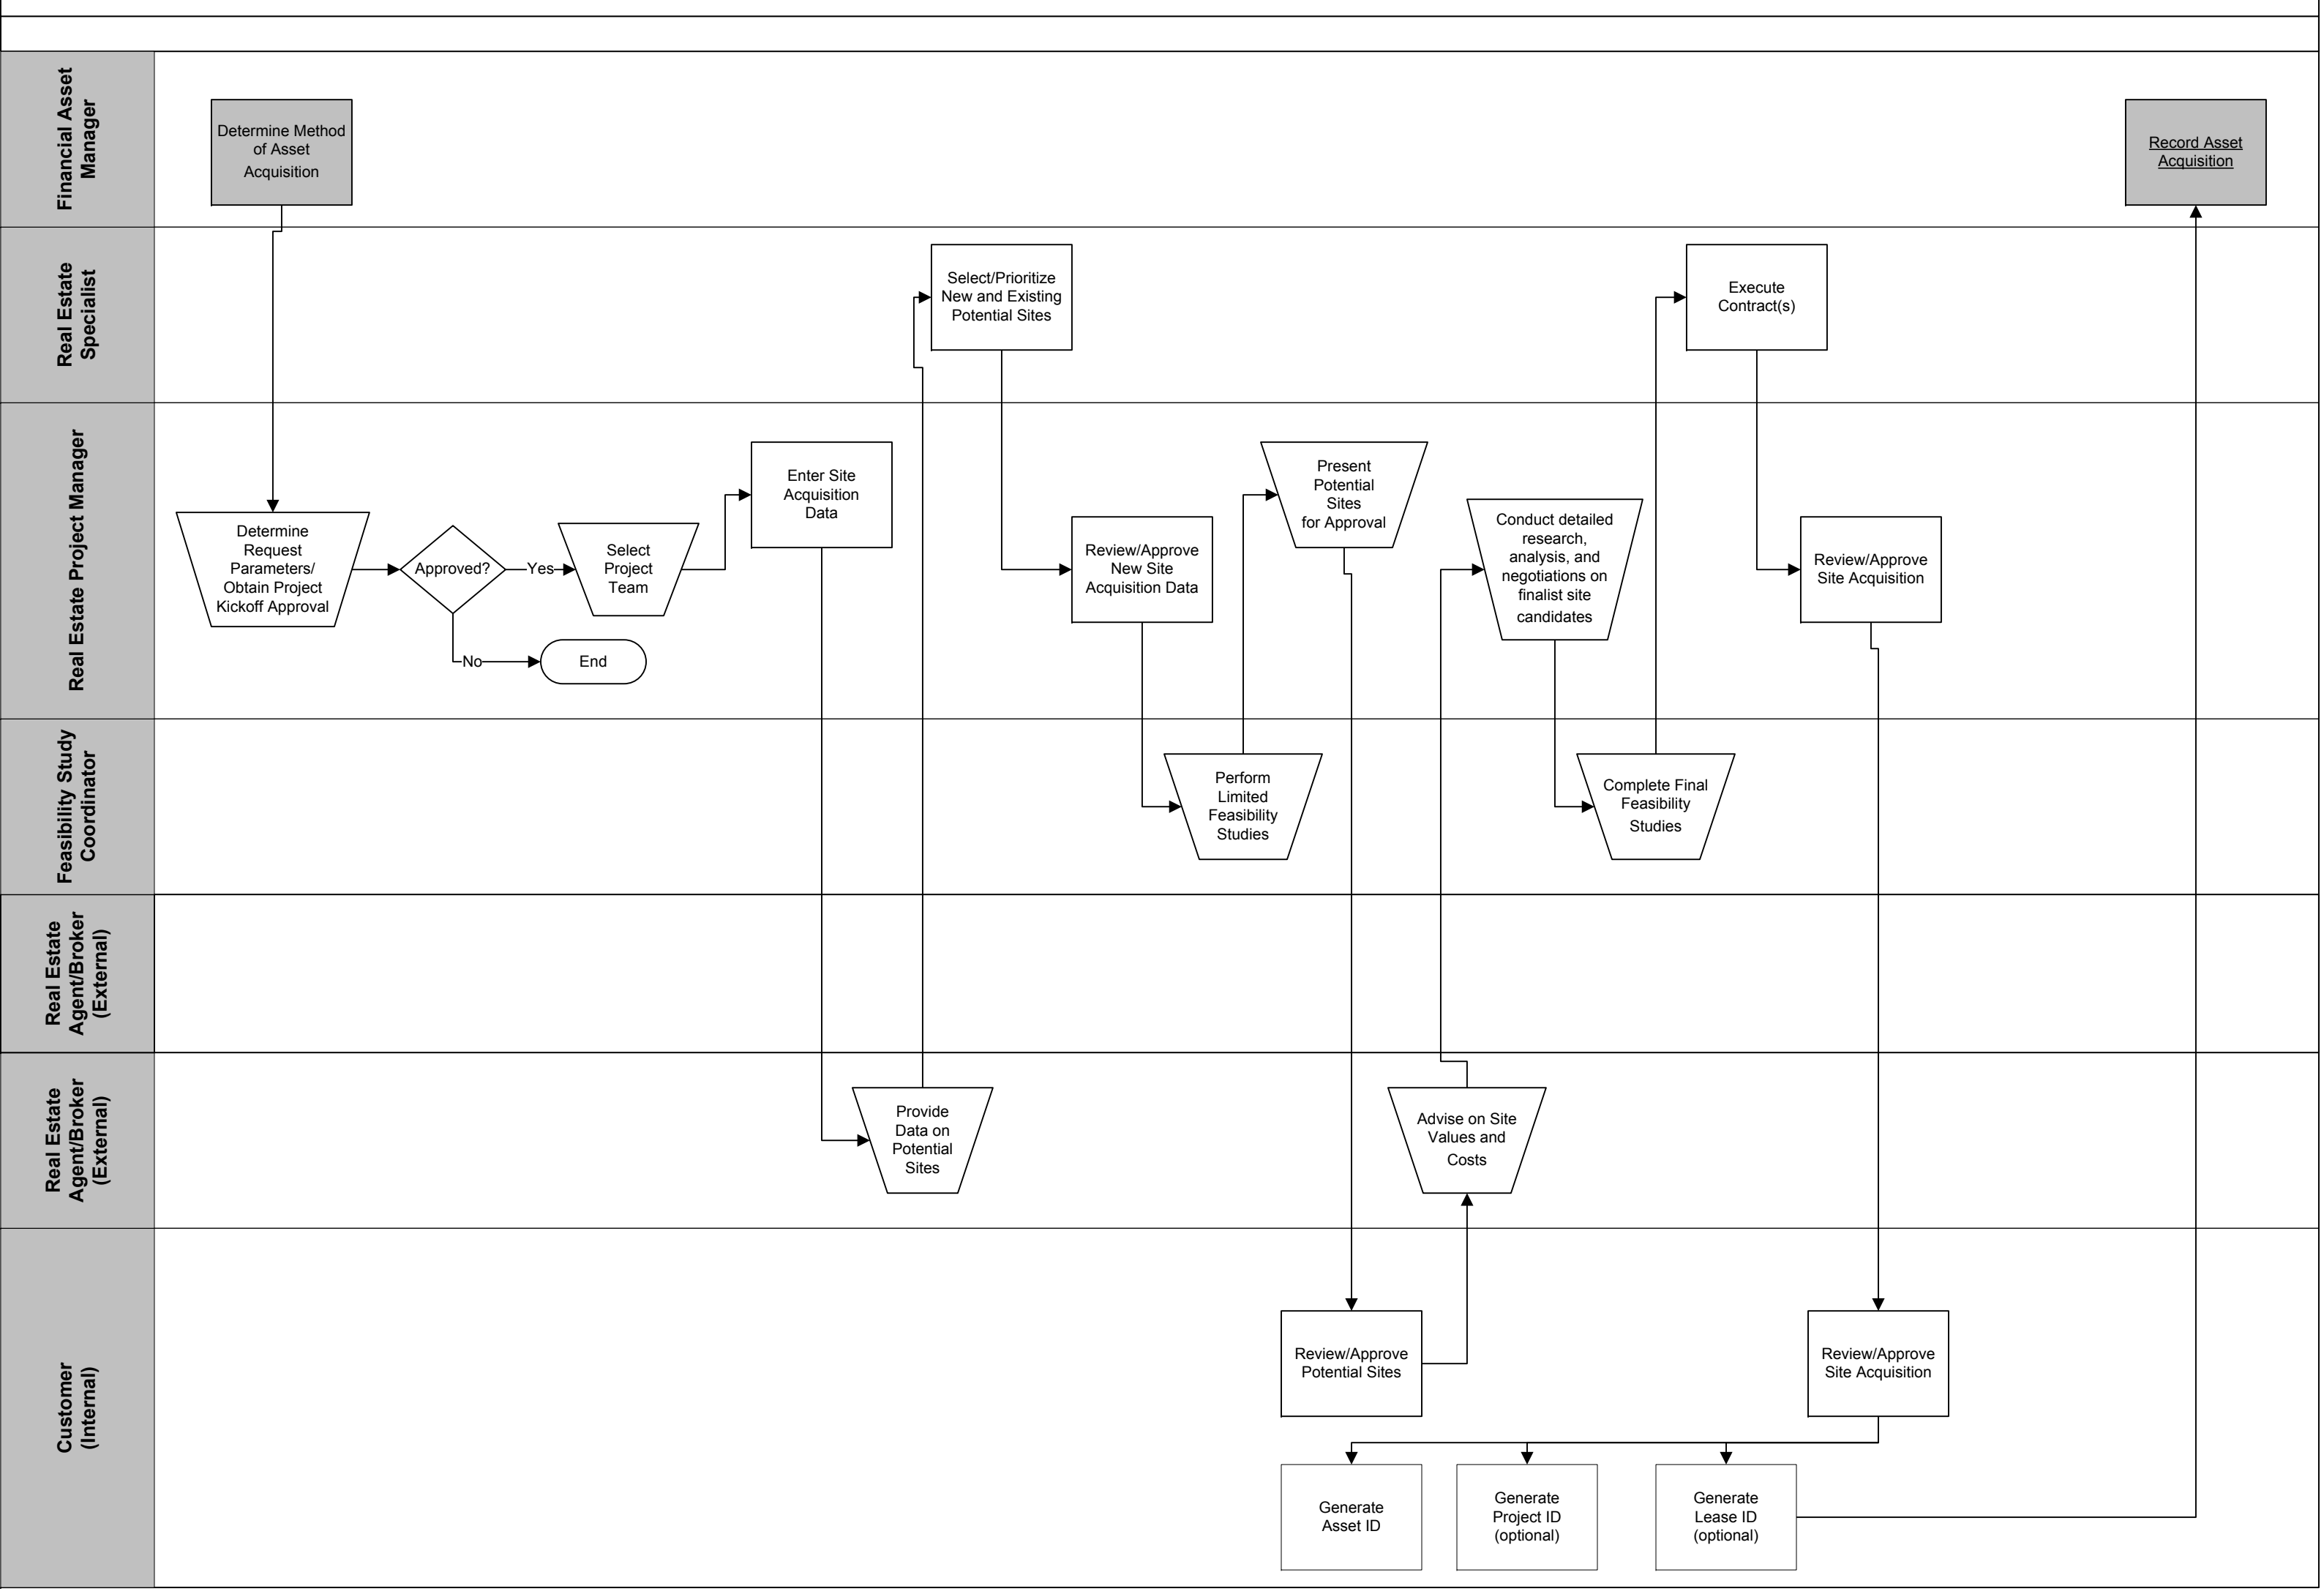 Financial Asset
Manager
Determine Method
of Asset
Acquisition
Record Asset
Acquisition
Real Estate
Specialist
Select/Prioritize
New and Existing
Potential Sites
Execute
Contract(s)
Real Estate Project Manager
Determine
Request
Parameters/
Obtain Project
Kickoff Approval
Approved?
Yes
No
End
Select
Project
Team
Enter Site
Acquisition
Data
Review/Approve
New Site
Acquisition Data
Present
Potential
Sites
for Approval
Conduct detailed
research,
analysis, and
negotiations on
finalist site
candidates
Review/Approve
Site Acquisition
Feasibility Study
Coordinator
Perform
Limited
Feasibility
Studies
Complete Final
Feasibility
Studies
Real Estate
Agent/Broker
(External)
Real Estate
Agent/Broker
(External)
Provide
Data on
Potential
Sites
Advise on Site
Values and
Costs
Customer
(Internal)
Review/Approve
Potential Sites
Review/Approve
Site Acquisition
Generate
Asset ID
Generate
Project ID
(optional)
Generate
Lease ID
(optional)